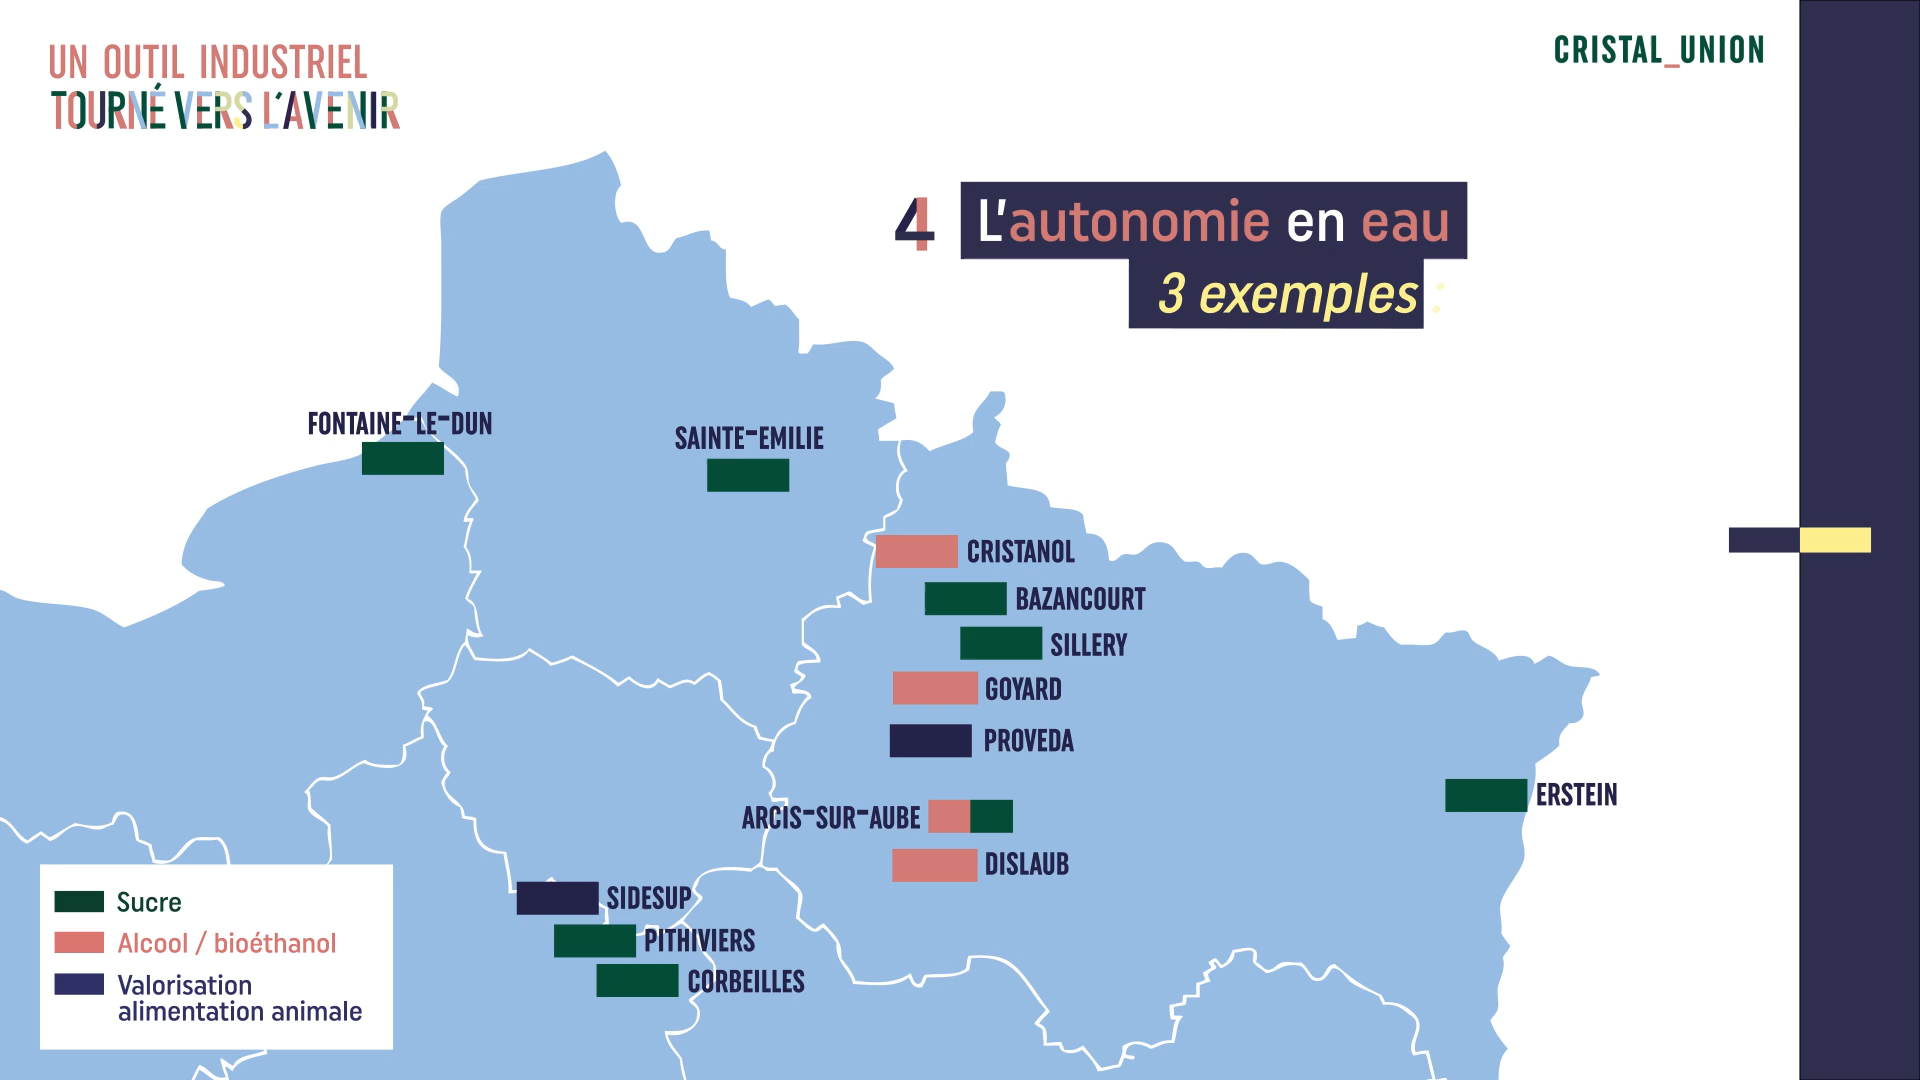 UN OUTIL INDUSTRIEL
TOURNÉ VERS L'AVENIR
CRISTAL_UNION
4 L'autonomie en eau
3 exemples :
FONTAINE-LE-DUN
SAINTE-EMILIE
CRISTANOL
BAZANCOURT
SILLERY
GOYARD
PROVEDA
ERSTEIN
ARCIS-SUR-AUBE
DISLAUB
SIDESUP
PITHIVIERS
CORBEILLES
Sucre
Alcool / bioéthanol
Valorisation
alimentation animale